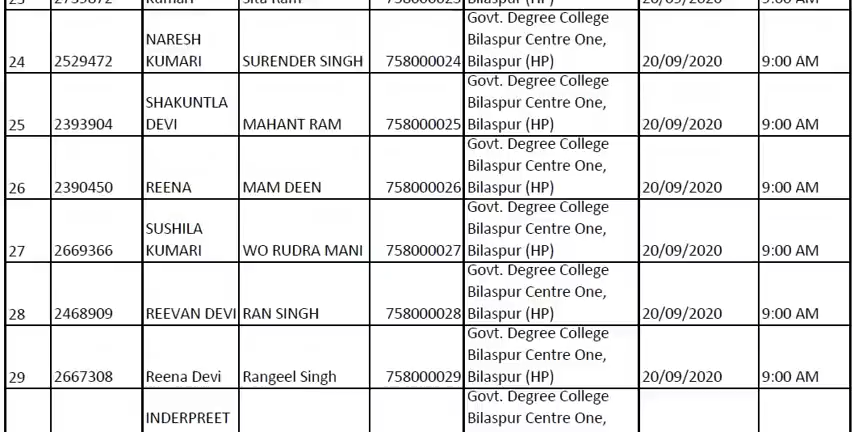 23 2739872 Kumari Sita Ram 758000023 Bilaspur (HP) 20/09/2020 9:00 AM
Govt. Degree College
NARESH Bilaspur Centre One,
24 2529472 KUMARI SURENDER SINGH 758000024 Bilaspur (HP) 20/09/2020 9:00 AM
Govt. Degree College
SHAKUNTLA Bilaspur Centre One,
25 2393904 DEVI MAHANT RAM 758000025 Bilaspur (HP) 20/09/2020 9:00 AM
Govt. Degree College
Bilaspur Centre One,
26 2390450 REENA MAM DEEN 758000026 Bilaspur (HP) 20/09/2020 9:00 AM
Govt. Degree College
SUSHILA Bilaspur Centre One,
27 2669366 KUMARI WO RUDRA MANI 758000027 Bilaspur (HP) 20/09/2020 9:00 AM
Govt. Degree College
Bilaspur Centre One,
28 2468909 REEVAN DEVI RAN SINGH 758000028 Bilaspur (HP) 20/09/2020 9:00 AM
Govt. Degree College
Bilaspur Centre One,
29 2667308 Reena Devi Rangeel Singh 758000029 Bilaspur (HP) 20/09/2020 9:00 AM
Govt. Degree College
INDERPREET Bilaspur Centre One,